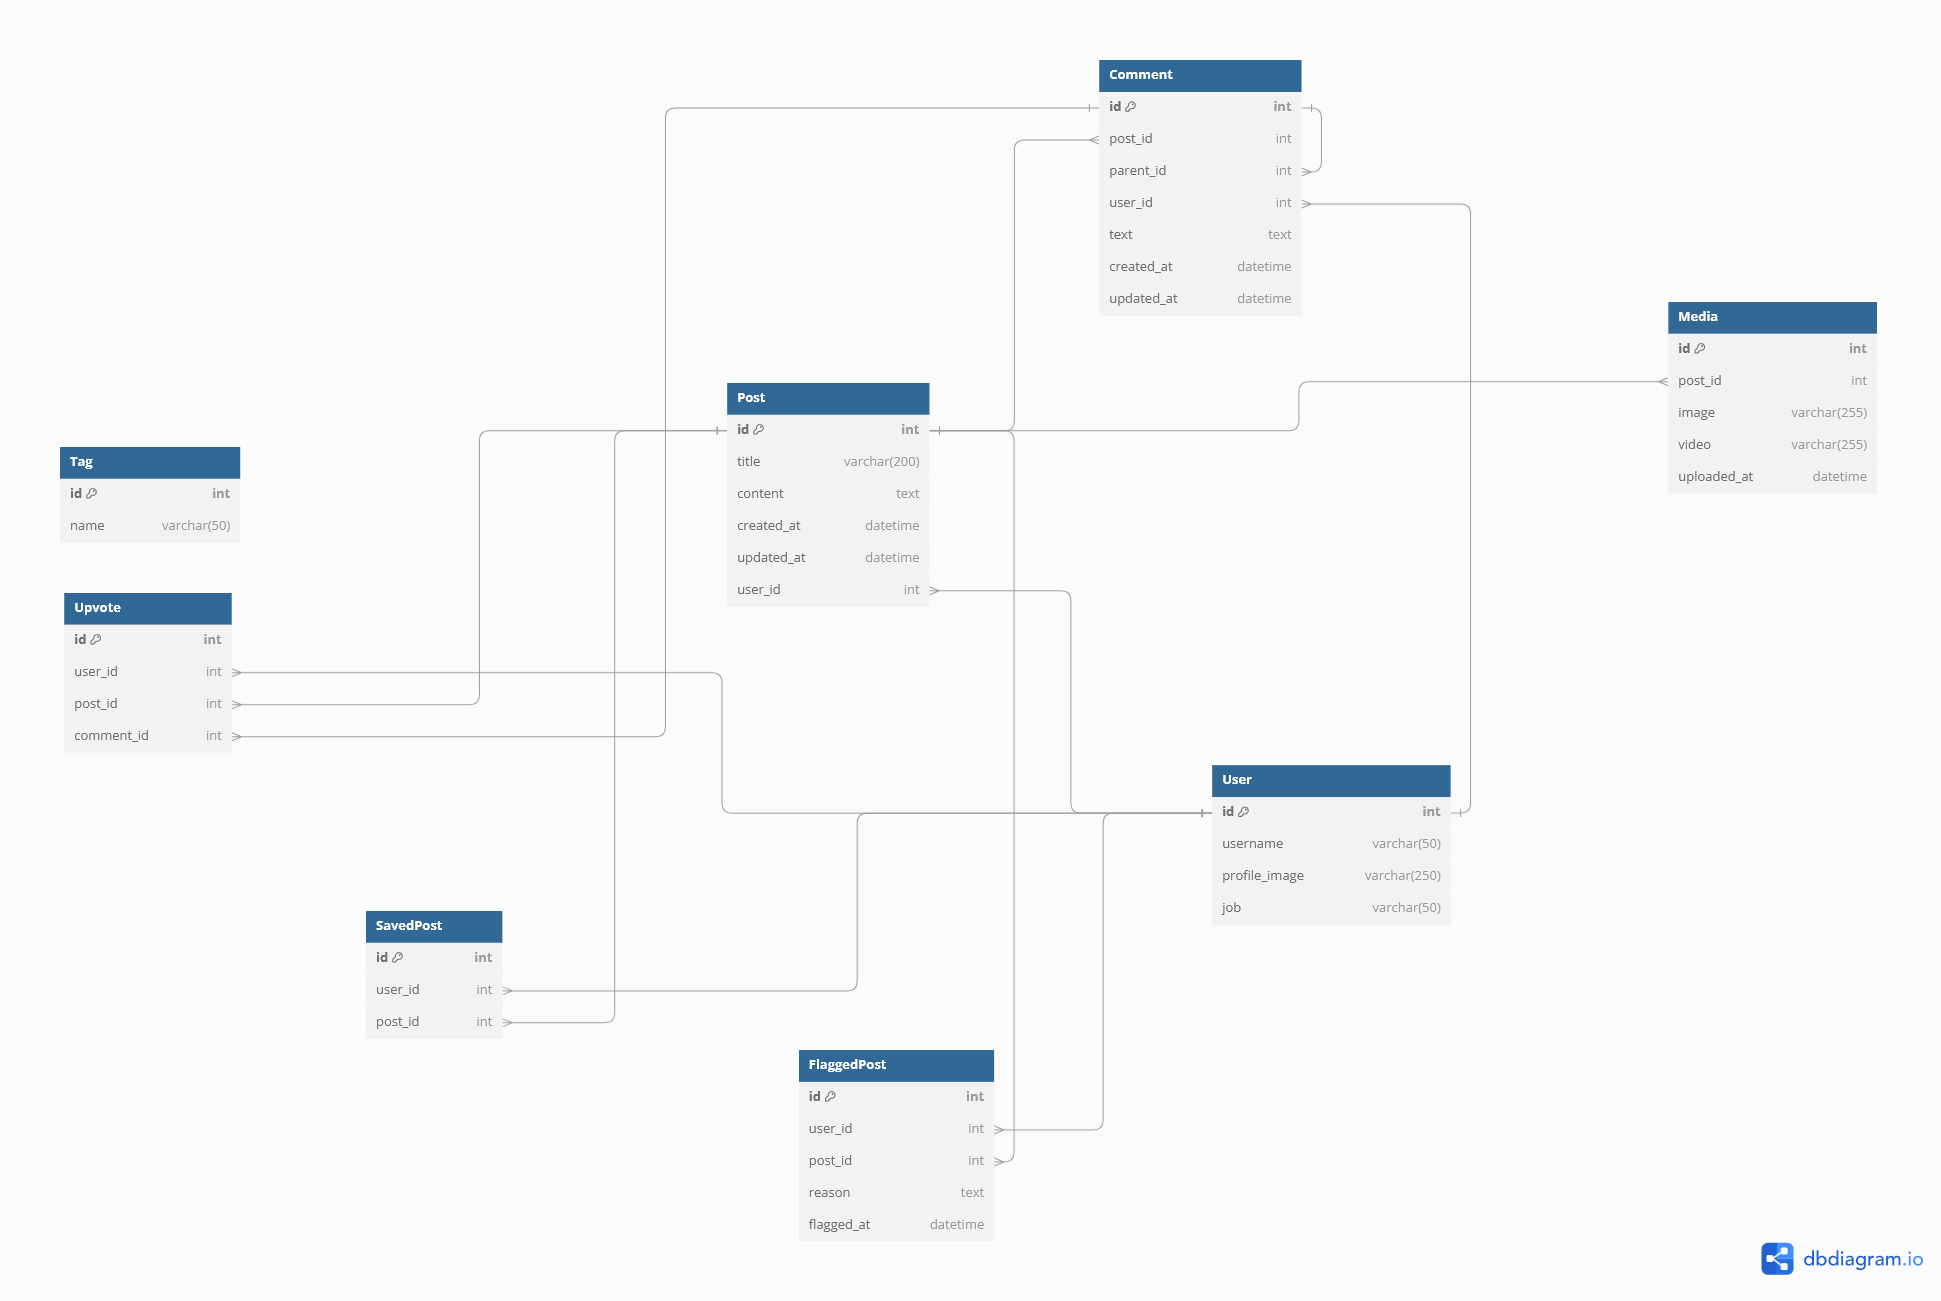 Comment
id int
post_id int
parent_id int
user_id int
text text
created_at datetime
updated_at datetime
Media
id int
post_id int
image varchar(255)
video varchar(255)
uploaded_at datetime
Post
id int
title varchar(200)
content text
created_at datetime
updated_at datetime
user_id int
Tag
id int
name varchar(50)
Upvote
id int
user_id int
post_id int
comment_id int
User
id int
username varchar(50)
profile_image varchar(250)
job varchar(50)
SavedPost
id int
user_id int
post_id int
FlaggedPost
id int
user_id int
post_id int
reason text
flagged_at datetime
dbdiagram.io